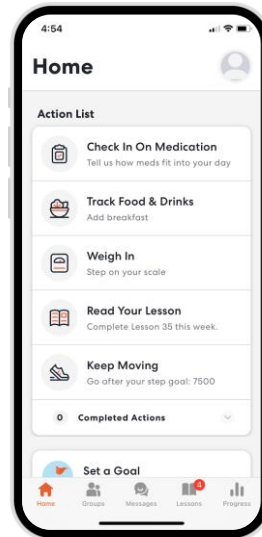 4:54
Home
Action List
Check In On Medication
Tell us how meds fit into your day
Track Food & Drinks
Add breakfast
Weigh In
Step on your scale
Read Your Lesson
Complete Lesson 35 this week.
Keep Moving
Go after your step goal: 7500
0 Completed Actions
Set a Goal
4
Home Groups Messages Lessons Progress